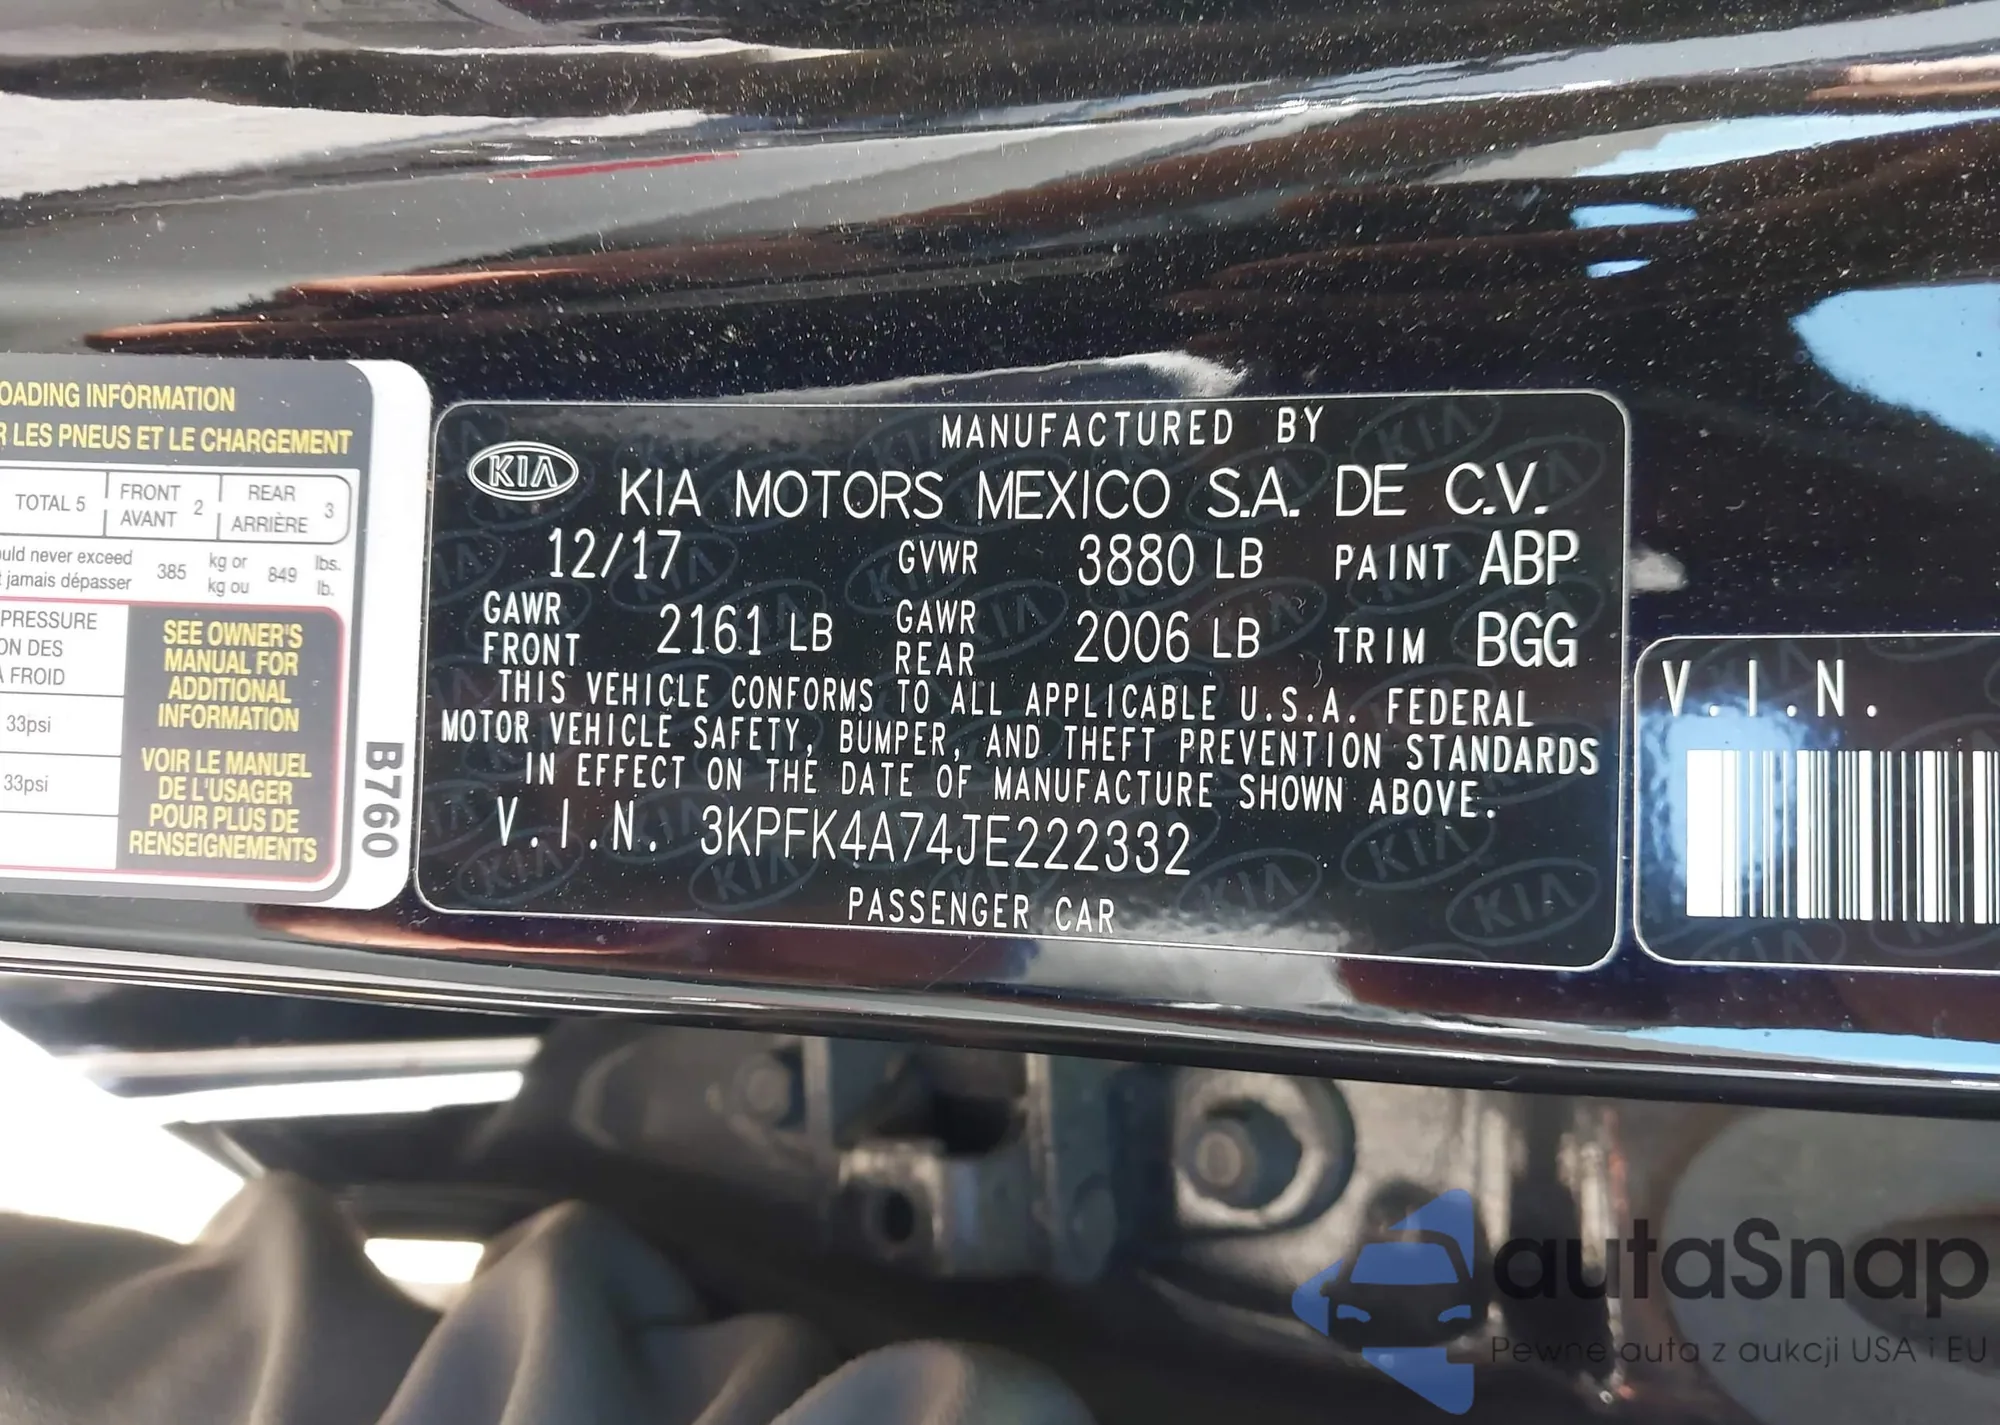 OADING INFORMATION
R LES PNEUS ET LE CHARGEMENT
TOTAL 5
FRONT
AVANT
2
REAR
ARRIÈRE
3
uld never exceed
t jamais dépasser
385
kg or
kg ou
849
lbs.
lb.
PRESSURE
ON DES
A FROID
33psi
33psi
SEE OWNER'S
MANUAL FOR
ADDITIONAL
INFORMATION
VOIR LE MANUEL
DE L'USAGER
POUR PLUS DE
RENSEIGNEMENTS
B760
MANUFACTURED BY
KIA
KIA MOTORS MEXICO S.A. DE C.V.
12/17 GVWR 3880 LB PAINT ABP
GAWR FRONT 2161 LB GAWR REAR 2006 LB TRIM BGG
THIS VEHICLE CONFORMS TO ALL APPLICABLE U.S.A. FEDERAL
MOTOR VEHICLE SAFETY, BUMPER, AND THEFT PREVENTION STANDARDS
IN EFFECT ON THE DATE OF MANUFACTURE SHOWN ABOVE.
V.I.N. 3KPFK4A74JE222332
PASSENGER CAR
V.I.N.
autaSnap
Pewne auta z aukcji USA i EU